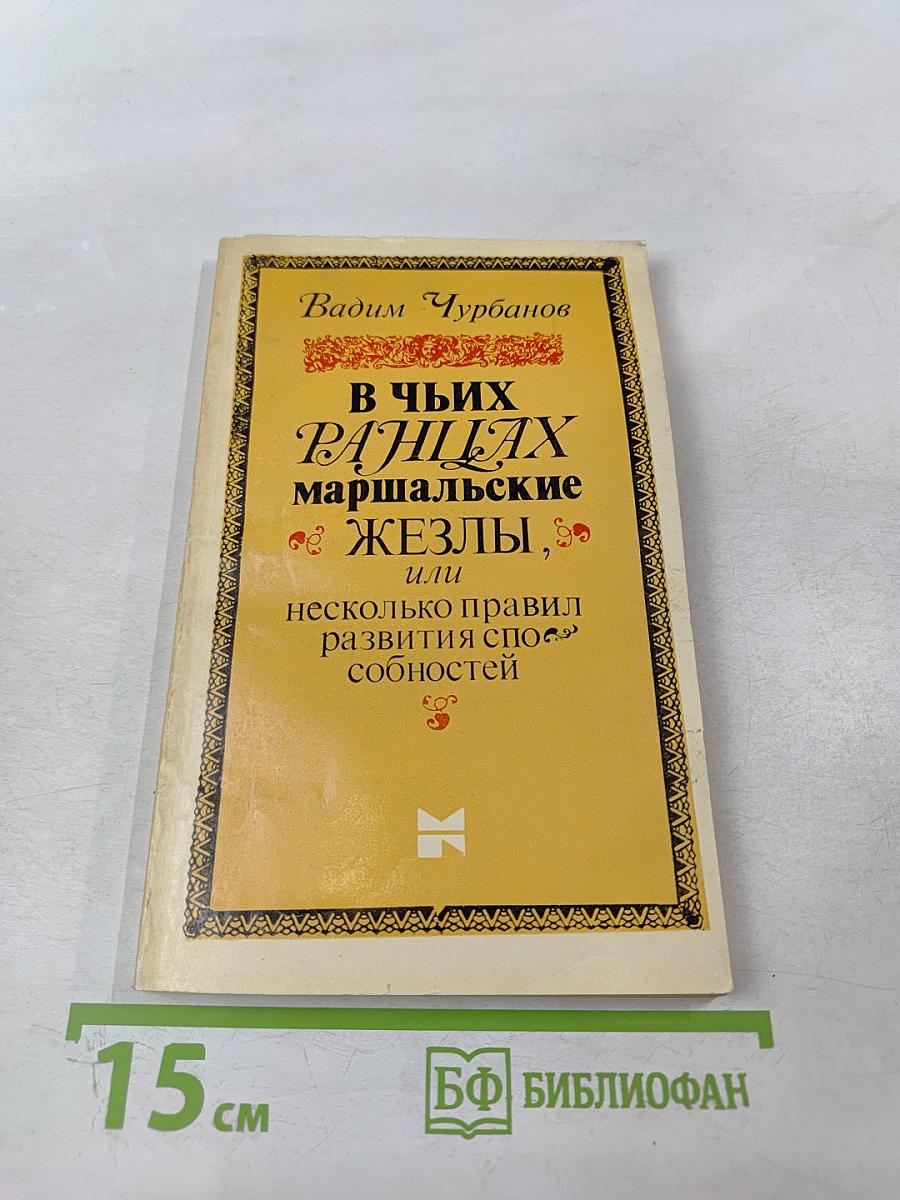 Вадим Чурбанов
В ЧЬИХ
РАНЦАХ
маршальские
ЖЕЗЛЫ,
или
несколько правил
развития спо
собностей
15 см
БФ БИБЛИОФАН